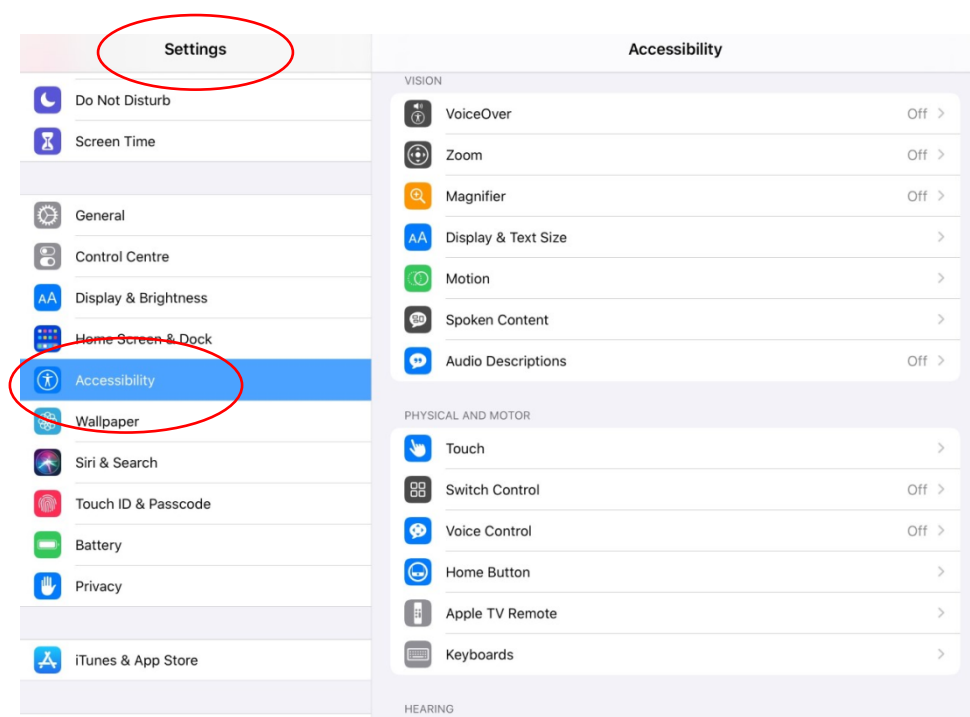 Settings
Do Not Disturb
Screen Time
General
Control Centre
AA Display & Brightness
Home Screen & Dock
Accessibility
Wallpaper
Siri & Search
Touch ID & Passcode
Battery
Privacy
iTunes & App Store
Accessibility
VISION
VoiceOver Off
Zoom Off
Magnifier Off
AA Display & Text Size
Motion
Spoken Content
Audio Descriptions Off
PHYSICAL AND MOTOR
Touch
Switch Control Off
Voice Control Off
Home Button
Apple TV Remote
Keyboards
HEARING